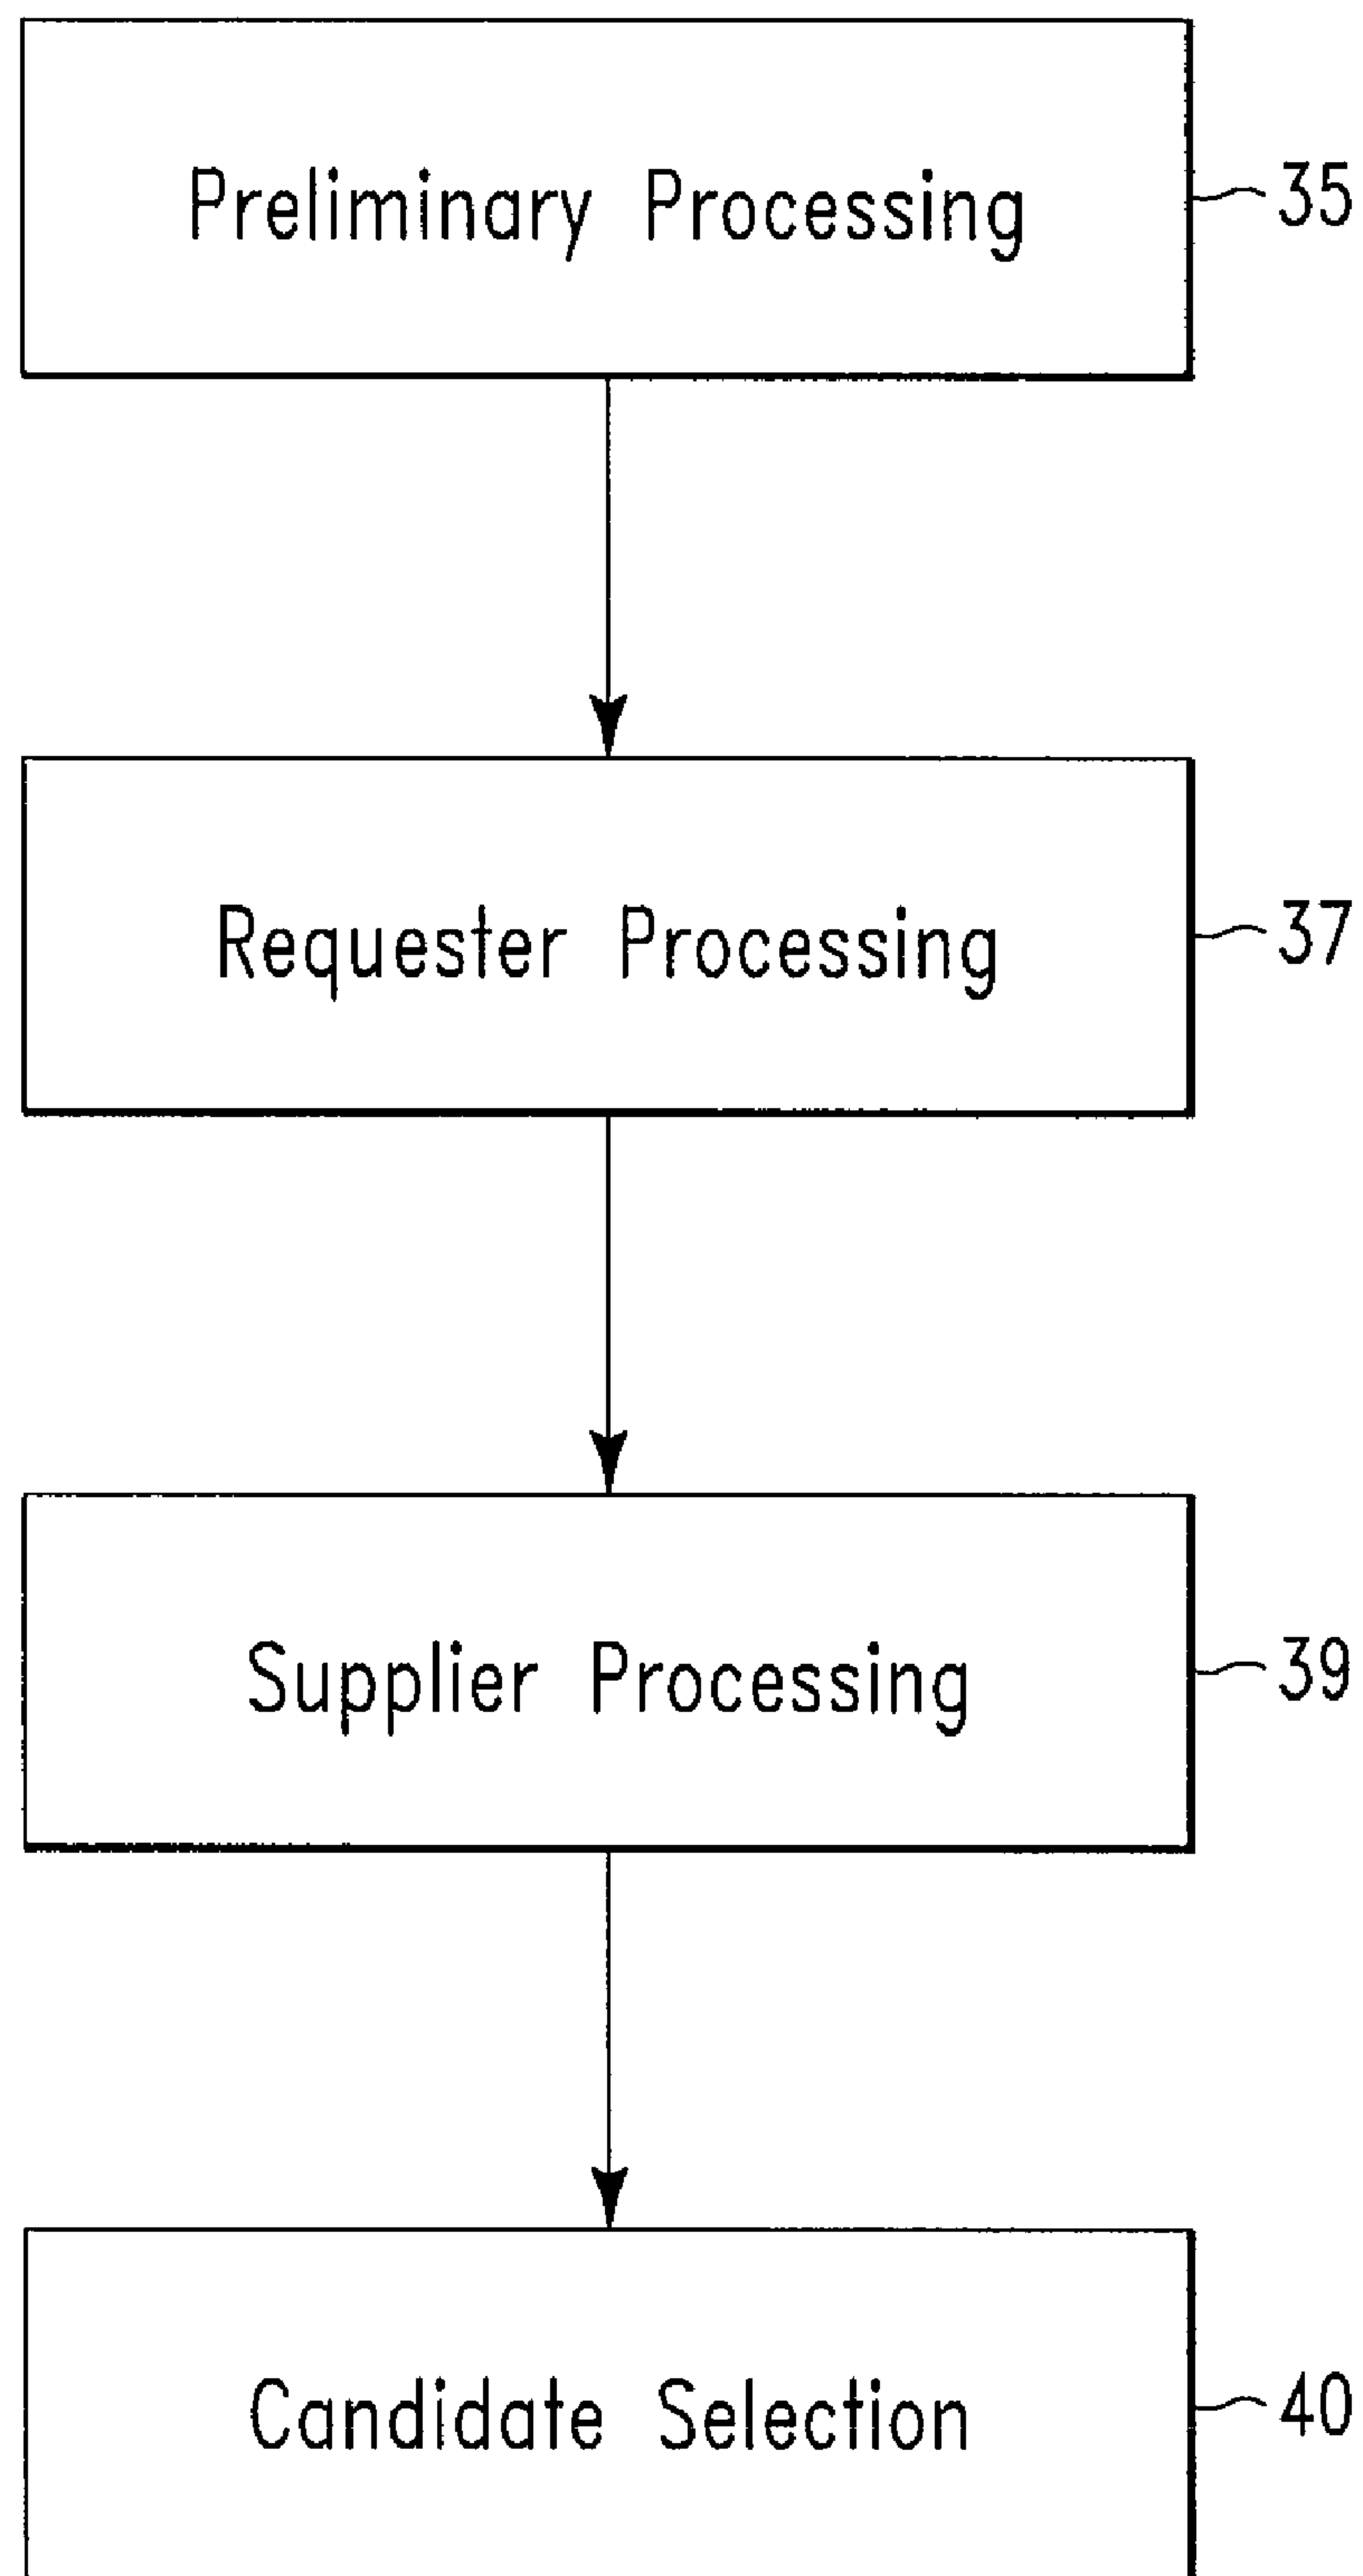 Preliminary Processing
35
Requester Processing
37
Supplier Processing
39
Candidate Selection
40